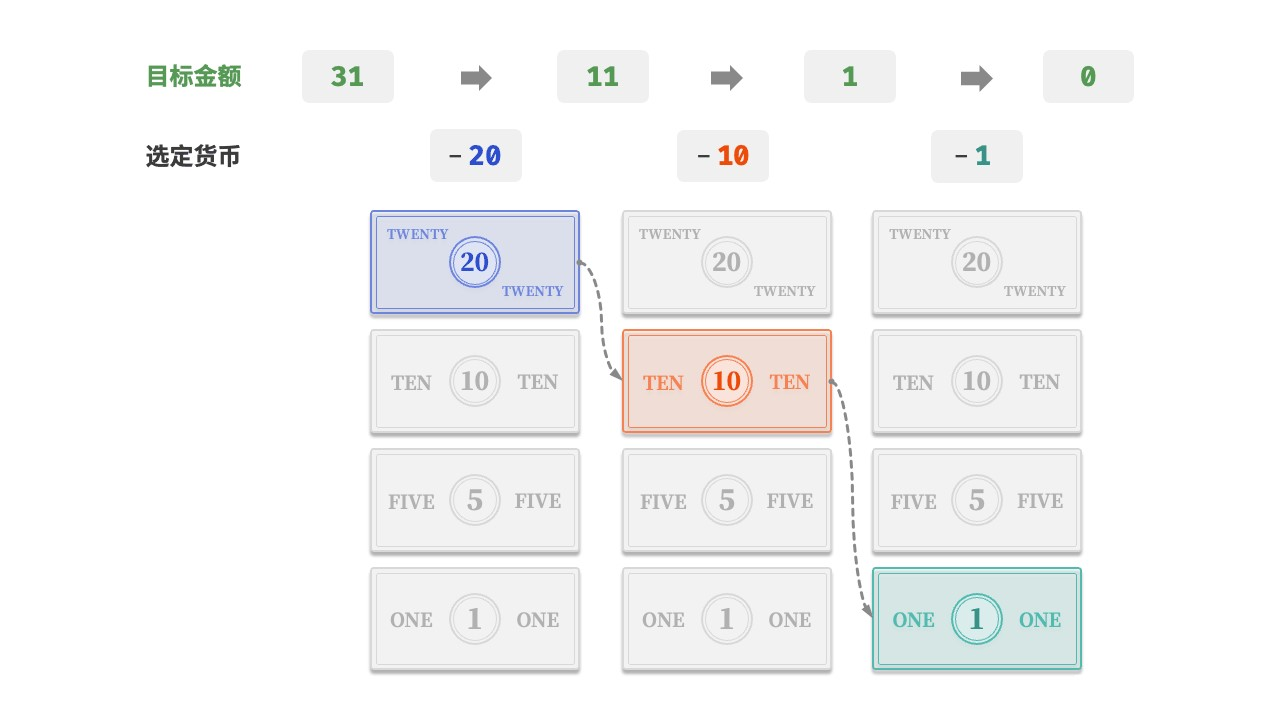 目标金额 31 11 1 0
选定货币 - 20 - 10 - 1
TWENTY 20 TWENTY TWENTY 20 TWENTY TWENTY 20 TWENTY
TEN 10 TEN TEN 10 TEN TEN 10 TEN
FIVE 5 FIVE FIVE 5 FIVE FIVE 5 FIVE
ONE 1 ONE ONE 1 ONE ONE 1 ONE